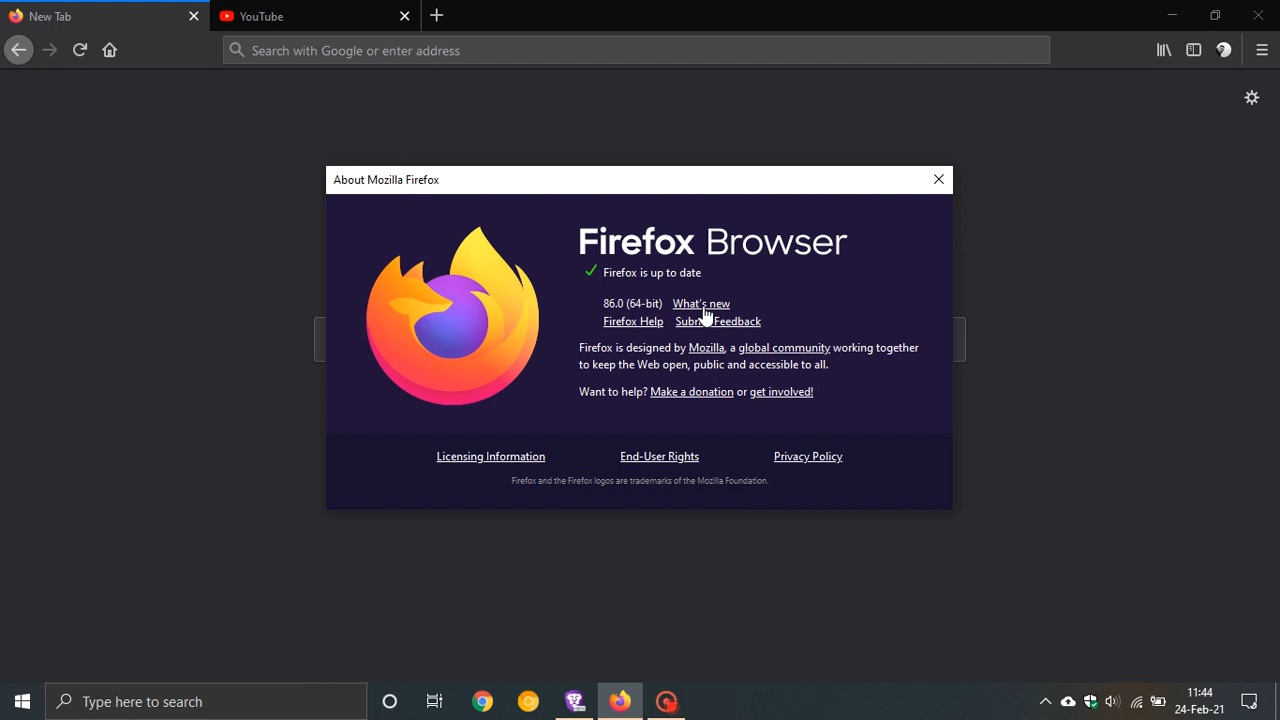 New Tab
YouTube
Search with Google or enter address
About Mozilla Firefox
Firefox Browser
Firefox is up to date
86.0 (64-bit) What's new
Firefox Help Submit Feedback
Firefox is designed by Mozilla, a global community working together
to keep the Web open, public and accessible to all.
Want to help? Make a donation or get involved!
Licensing Information End-User Rights Privacy Policy
Firefox and the Firefox logos are trademarks of the Mozilla Foundation.
Type here to search
11:44
24-Feb-21